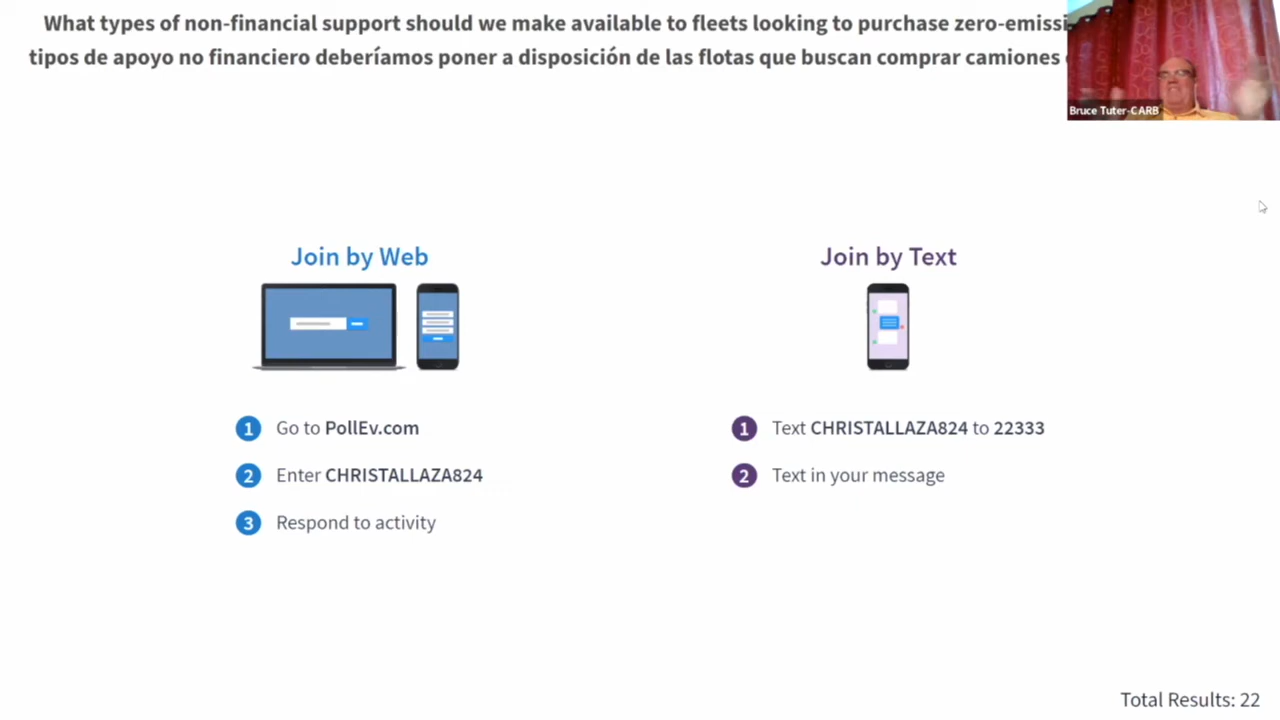 What types of non-financial support should we make available to fleets looking to purchase zero-emissi
tipos de apoyo no financiero deberíamos poner a disposición de las flotas que buscan comprar camiones
Bruce Tuter-CARB
Join by Web
Join by Text
1 Go to PollEv.com
2 Enter CHRISTALLAZA824
3 Respond to activity
1 Text CHRISTALLAZA824 to 22333
2 Text in your message
Total Results: 22